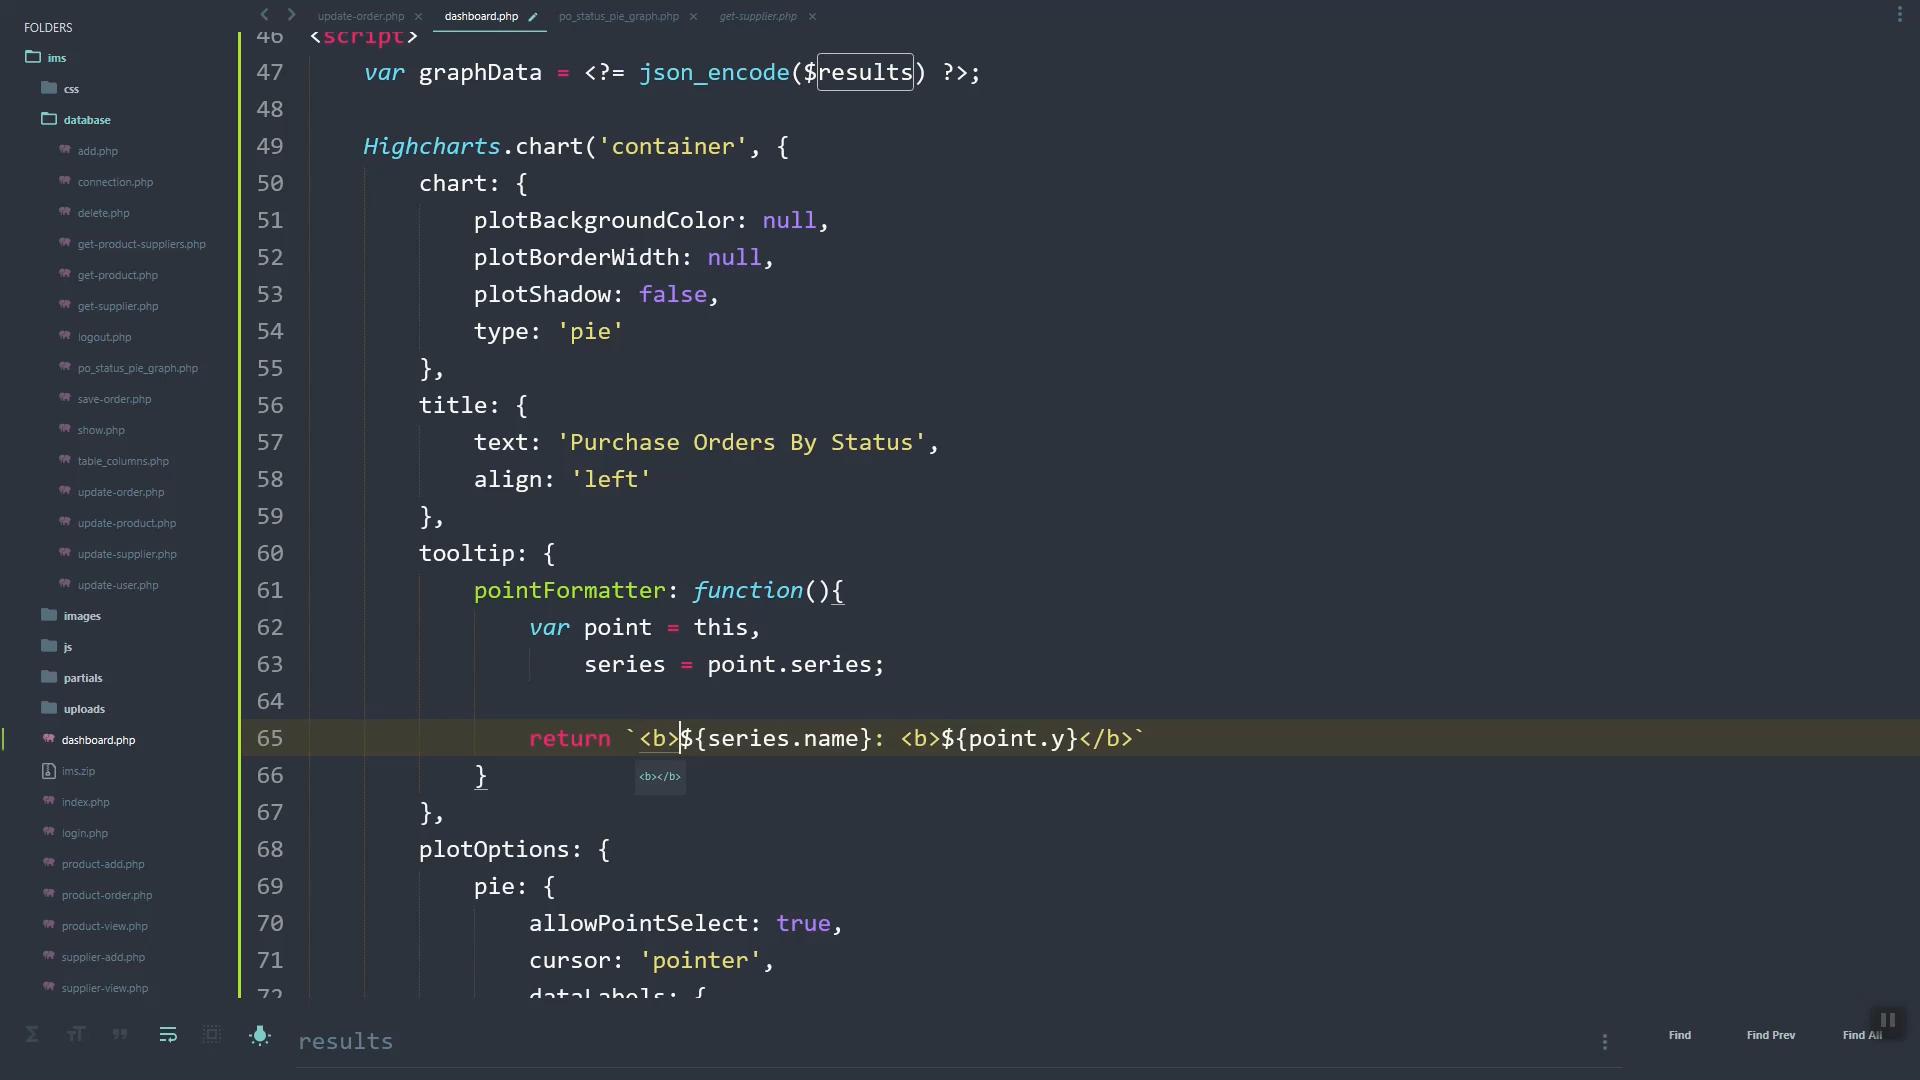 FOLDERS
ims
css
database
add.php
connection.php
delete.php
get-product-suppliers.php
get-product.php
get-supplier.php
logout.php
po_status_pie_graph.php
save-order.php
show.php
table_columns.php
update-order.php
update-product.php
update-supplier.php
update-user.php
images
js
partials
uploads
dashboard.php
ims.zip
index.php
login.php
product-add.php
product-order.php
product-view.php
supplier-add.php
supplier-view.php
update-order.php × dashboard.php po_status_pie_graph.php × get-supplier.php ×
46 <script>
47 var graphData = <?= json_encode($results) ?>;
48
49 Highcharts.chart('container', {
50 chart: {
51 plotBackgroundColor: null,
52 plotBorderWidth: null,
53 plotShadow: false,
54 type: 'pie'
55 },
56 title: {
57 text: 'Purchase Orders By Status',
58 align: 'left'
59 },
60 tooltip: {
61 pointFormatter: function(){
62 var point = this,
63 series = point.series;
64
65 return `<b>${series.name}: <b>${point.y}</b>`
<b></b>
66 }
67 },
68 plotOptions: {
69 pie: {
70 allowPointSelect: true,
71 cursor: 'pointer',
72 dataLabels: {
results
Find Find Prev Find All